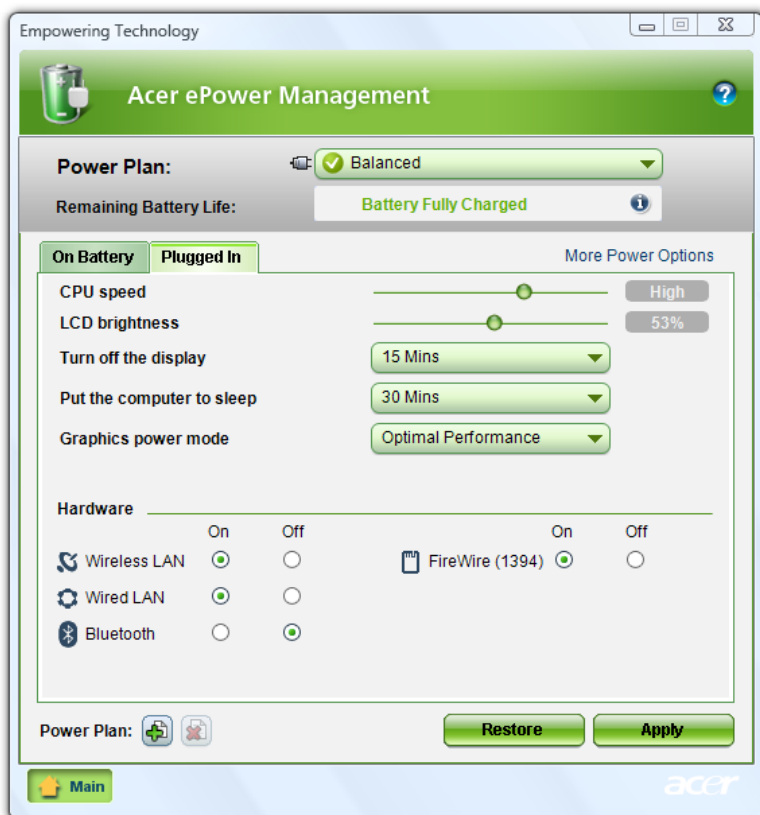 Empowering Technology
Acer ePower Management
Power Plan: Balanced
Remaining Battery Life: Battery Fully Charged
On Battery Plugged In More Power Options
CPU speed High
LCD brightness 53%
Turn off the display 15 Mins
Put the computer to sleep 30 Mins
Graphics power mode Optimal Performance
Hardware
On Off On Off
Wireless LAN FireWire (1394)
Wired LAN
Bluetooth
Power Plan: Restore Apply
Main acer